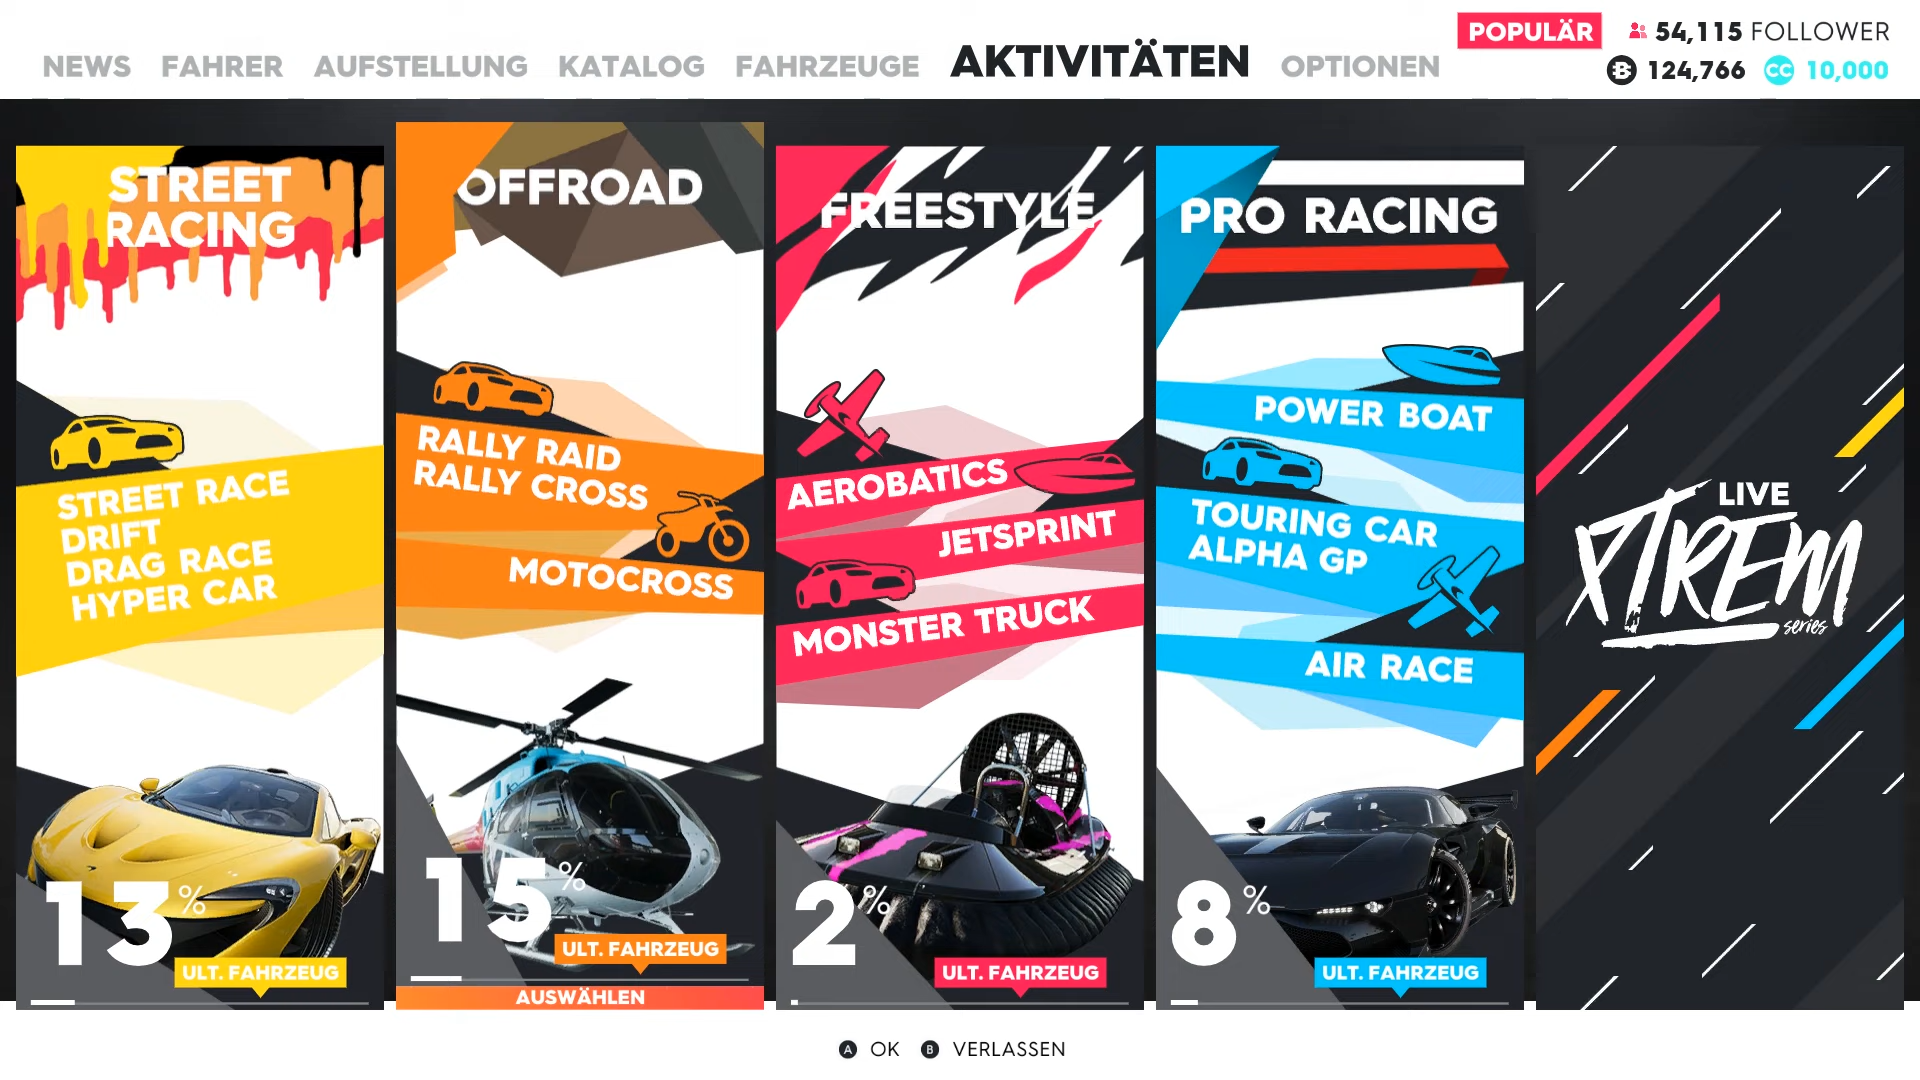 NEWS FAHRER AUFSTELLUNG KATALOG FAHRZEUGE AKTIVITÄTEN OPTIONEN
POPULÄR 54,115 FOLLOWER
124,766 CC 10,000
STREET
RACING
STREET RACE
DRIFT
DRAG RACE
HYPER CAR
13%
ULT. FAHRZEUG
OFFROAD
RALLY RAID
RALLY CROSS
MOTOCROSS
15%
ULT. FAHRZEUG
AUSWÄHLEN
FREESTYLE
AEROBATICS
JETSPRINT
MONSTER TRUCK
2%
ULT. FAHRZEUG
PRO RACING
POWER BOAT
TOURING CAR
ALPHA GP
AIR RACE
8%
ULT. FAHRZEUG
LIVE
XTREM
series
A OK B VERLASSEN